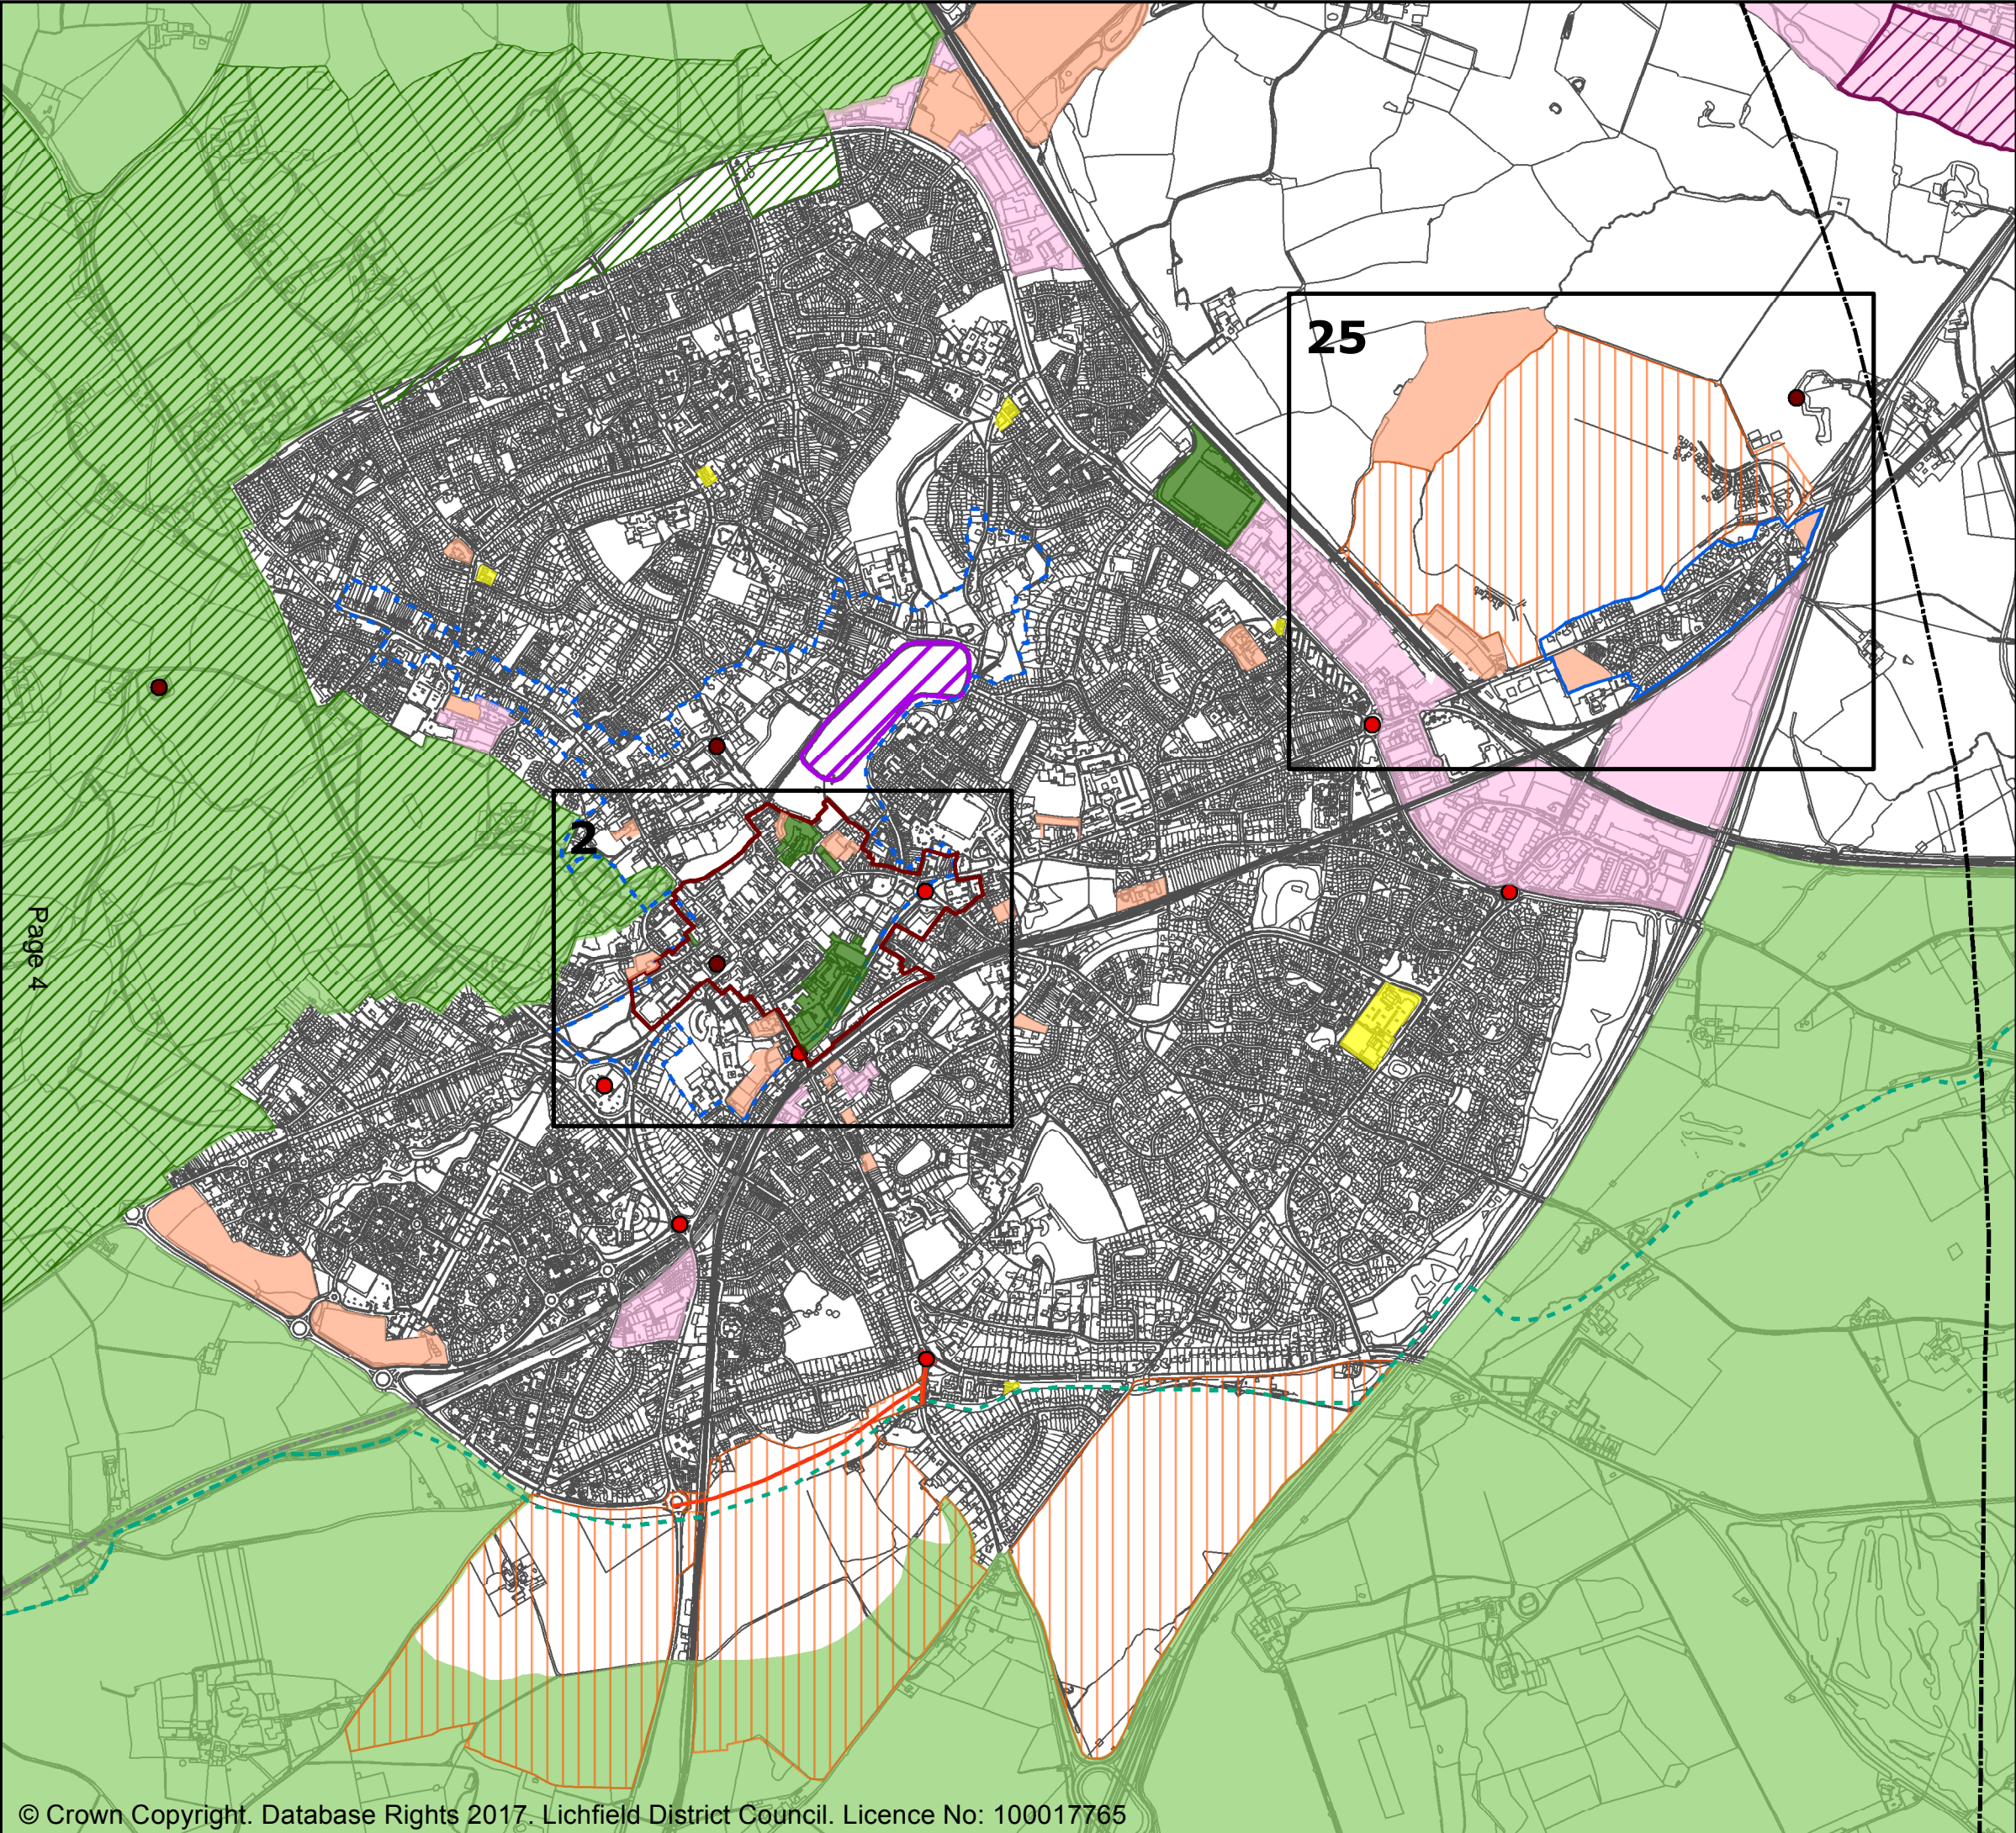 25
2
Page 4
© Crown Copyright. Database Rights 2017. Lichfield District Council. Licence No: 100017765